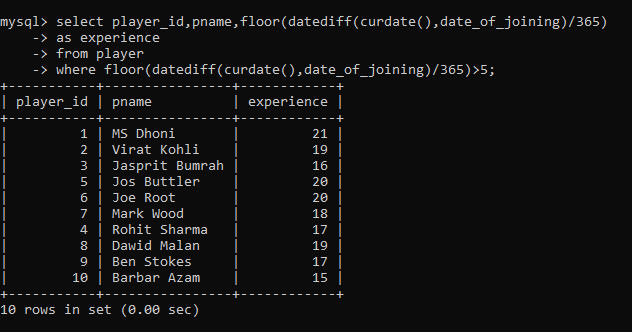 mysql> select player_id,pname,floor(datediff(curdate(),date_of_joining)/365)
    -> as experience
    -> from player
    -> where floor(datediff(curdate(),date_of_joining)/365)>5;
+-----------+----------------+------------+
| player_id | pname          | experience |
+-----------+----------------+------------+
|         1 | MS Dhoni       |         21 |
|         2 | Virat Kohli    |         19 |
|         3 | Jasprit Bumrah |         16 |
|         5 | Jos Buttler    |         20 |
|         6 | Joe Root       |         20 |
|         7 | Mark Wood      |         18 |
|         4 | Rohit Sharma   |         17 |
|         8 | Dawid Malan    |         19 |
|         9 | Ben Stokes     |         17 |
|        10 | Barbar Azam    |         15 |
+-----------+----------------+------------+
10 rows in set (0.00 sec)